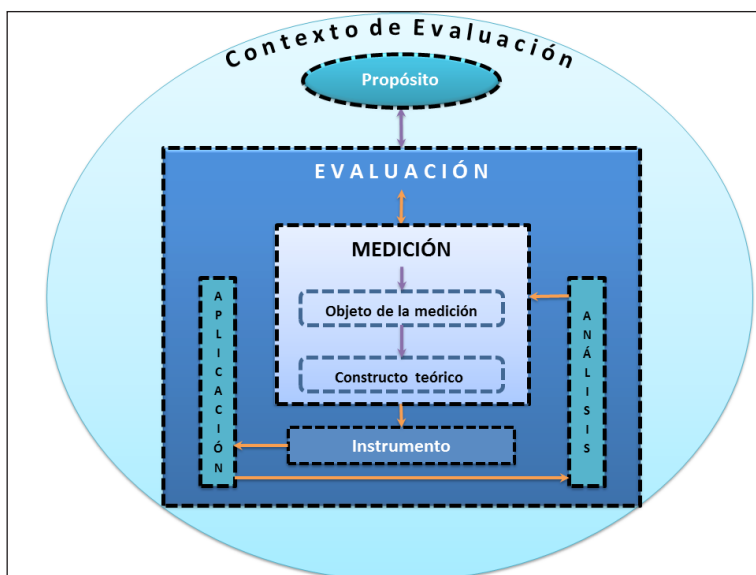 Contexto de Evaluación
Propósito
EVALUACIÓN
MEDICIÓN
Objeto de la medición
Constructo teórico
Instrumento
APLICACIÓN
ANÁLISIS